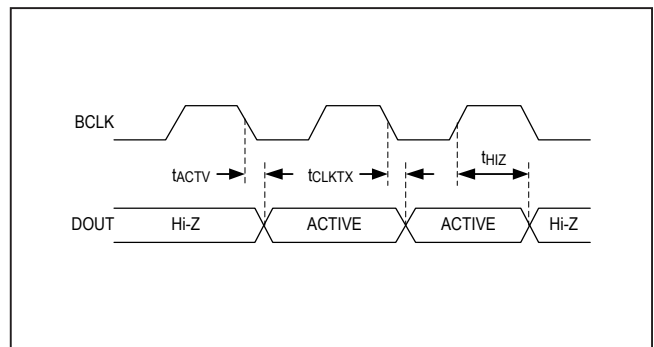 BCLK
tHIZ
tACTV
tCLKTX
DOUT Hi-Z ACTIVE ACTIVE Hi-Z